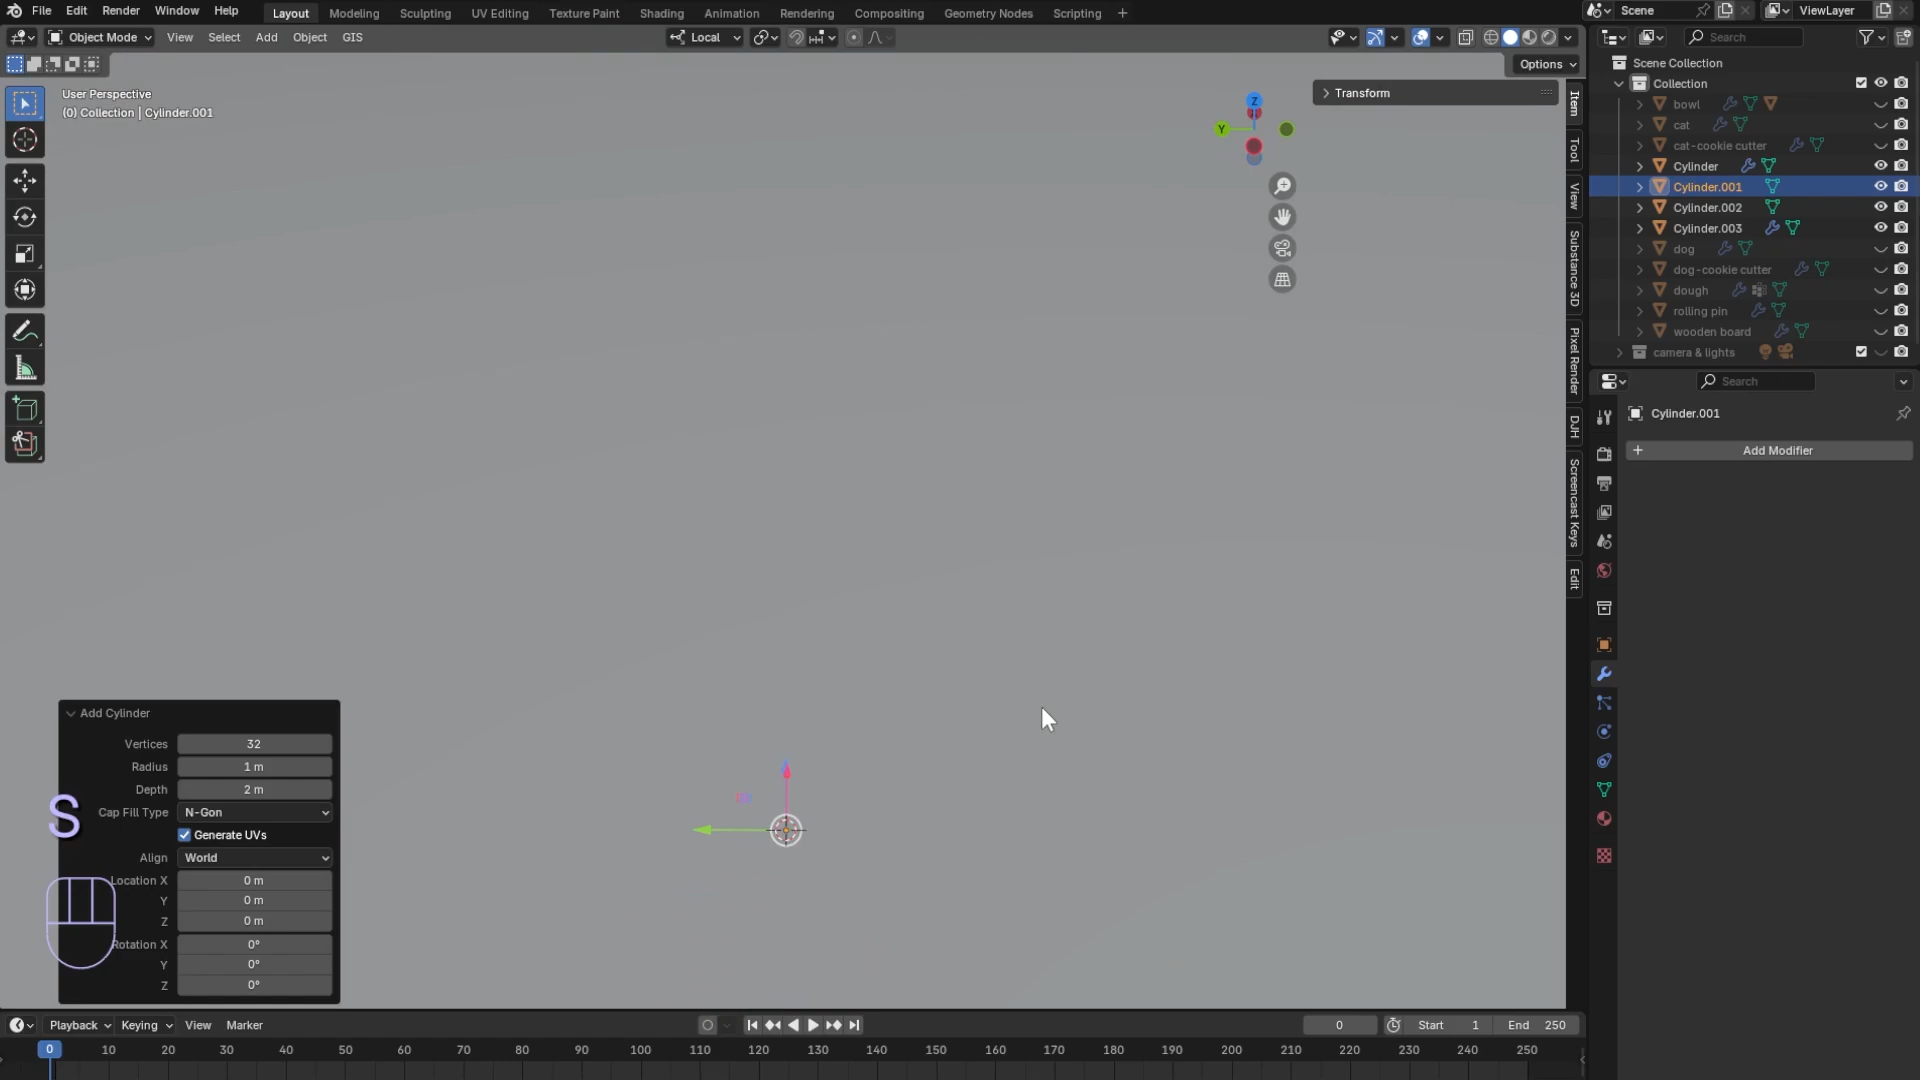 File Edit Render Window Help Layout Modeling Sculpting UV Editing Texture Paint Shading Animation Rendering Compositing Geometry Nodes Scripting + Scene ViewLayer
Object Mode View Select Add Object GIS Local Search
Options
User Perspective
(0) Collection | Cylinder.001
Transform
Z
Y
Item
Tool
View
Substance 3D
Pixel Render
DJH
Screencast Keys
Edit
Scene Collection
Collection
bowl
cat
cat-cookie cutter
Cylinder
Cylinder.001
Cylinder.002
Cylinder.003
dog
dog-cookie cutter
dough
rolling pin
wooden board
camera & lights
Search
Cylinder.001
+ Add Modifier
Add Cylinder
Vertices 32
Radius 1 m
Depth 2 m
Cap Fill Type N-Gon
Generate UVs
Align World
Location X 0 m
Y 0 m
Z 0 m
Rotation X 0°
Y 0°
Z 0°
S
Playback Keying View Marker 0 Start 1 End 250
0 10 20 30 40 50 60 70 80 90 100 110 120 130 140 150 160 170 180 190 200 210 220 230 240 250